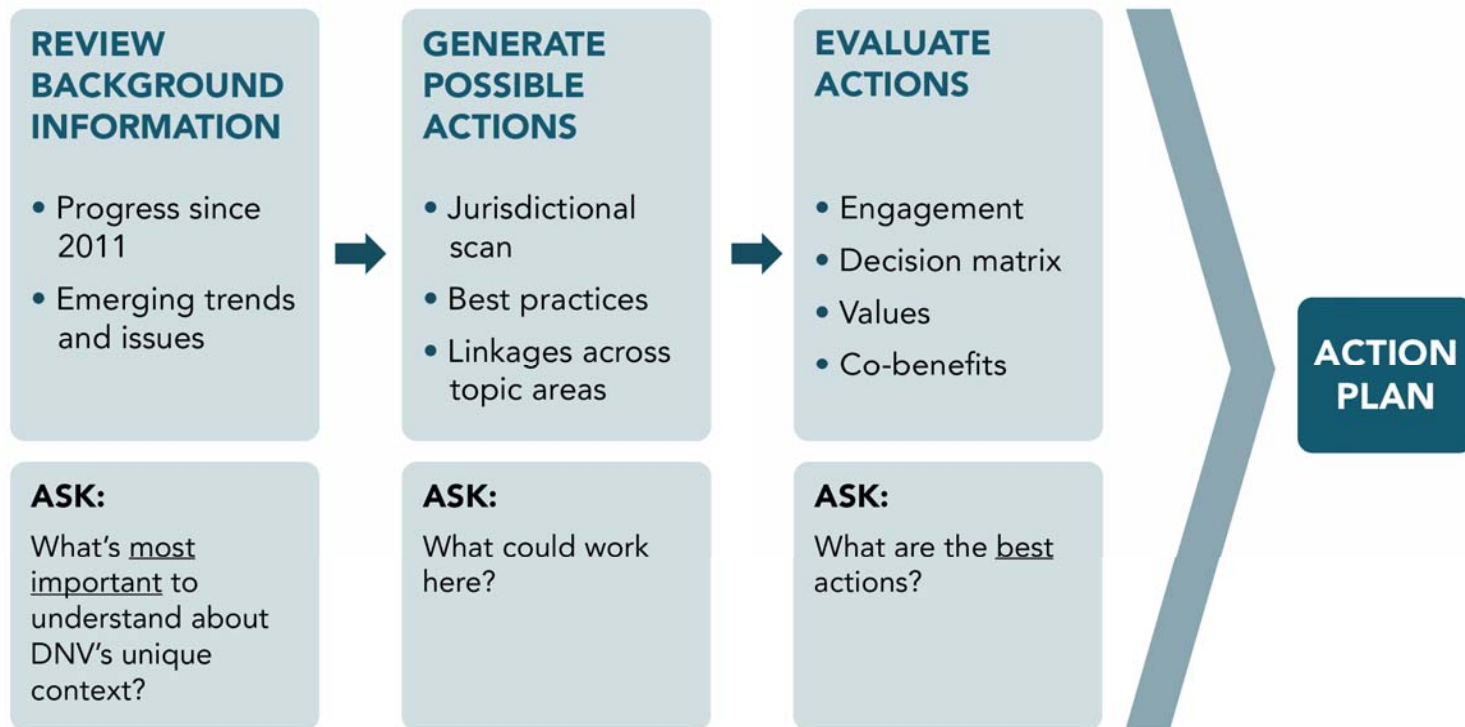 REVIEW
BACKGROUND
INFORMATION
• Progress since
2011
• Emerging trends
and issues
GENERATE
POSSIBLE
ACTIONS
• Jurisdictional
scan
• Best practices
• Linkages across
topic areas
EVALUATE
ACTIONS
• Engagement
• Decision matrix
• Values
• Co-benefits
ASK:
What's most
important to
understand about
DNV's unique
context?
ASK:
What could work
here?
ASK:
What are the best
actions?
ACTION
PLAN